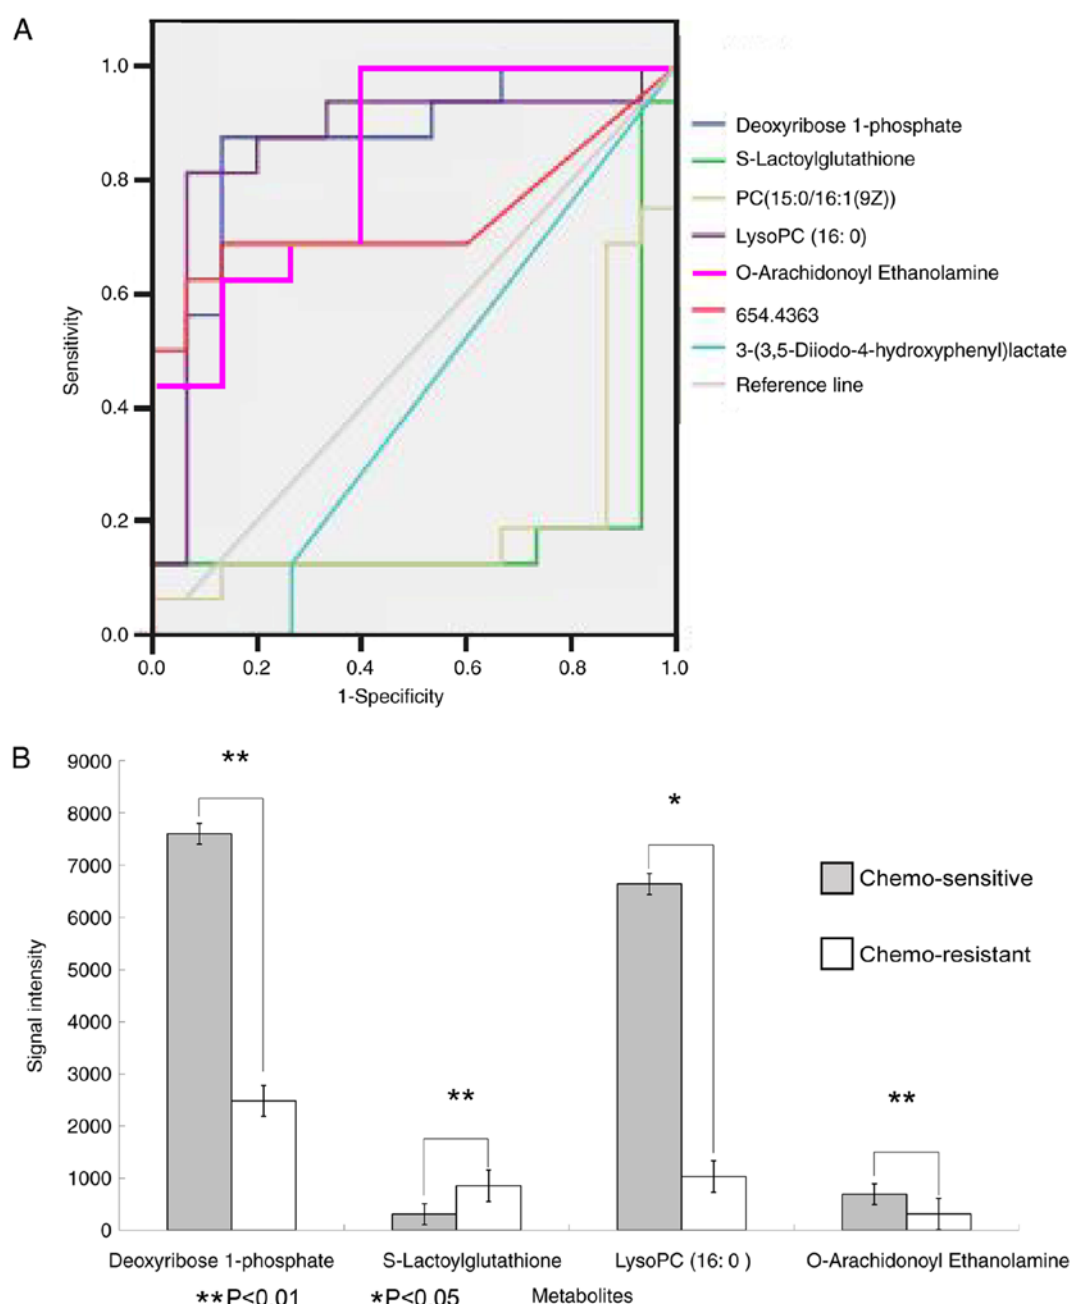 A
1.0
0.8
0.6
0.4
0.2
0.0
Sensitivity
0.0 0.2 0.4 0.6 0.8 1.0
1-Specificity
Deoxyribose 1-phosphate
S-Lactoylglutathione
PC(15:0/16:1(9Z))
LysoPC (16: 0)
O-Arachidonoyl Ethanolamine
654.4363
3-(3,5-Diiodo-4-hydroxyphenyl)lactate
Reference line
B
9000
8000
7000
6000
5000
4000
3000
2000
1000
0
Signal intensity
**
**
*
**
Chemo-sensitive
Chemo-resistant
Deoxyribose 1-phosphate S-Lactoylglutathione LysoPC (16: 0 ) O-Arachidonoyl Ethanolamine
**P<0.01 *P<0.05 Metabolites